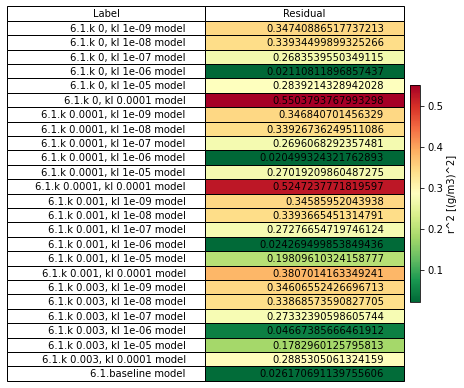 Label Residual
6.1.k 0, kl 1e-09 model 0.34740886517737213
6.1.k 0, kl 1e-08 model 0.33934499899325266
6.1.k 0, kl 1e-07 model 0.2683539550349115
6.1.k 0, kl 1e-06 model 0.02110811896857437
6.1.k 0, kl 1e-05 model 0.2839214328942028
6.1.k 0, kl 0.0001 model 0.5503793767993298
6.1.k 0.0001, kl 1e-09 model 0.346840701456329
6.1.k 0.0001, kl 1e-08 model 0.33926736249511086
6.1.k 0.0001, kl 1e-07 model 0.2696068292357481
6.1.k 0.0001, kl 1e-06 model 0.020499324321762893
6.1.k 0.0001, kl 1e-05 model 0.27019209860487275
6.1.k 0.0001, kl 0.0001 model 0.5247237771819597
6.1.k 0.001, kl 1e-09 model 0.34585952043938
6.1.k 0.001, kl 1e-08 model 0.3393665451314791
6.1.k 0.001, kl 1e-07 model 0.27276654719746124
6.1.k 0.001, kl 1e-06 model 0.024269499853849436
6.1.k 0.001, kl 1e-05 model 0.19809610324158777
6.1.k 0.001, kl 0.0001 model 0.3807014163349241
6.1.k 0.003, kl 1e-09 model 0.34606552426696713
6.1.k 0.003, kl 1e-08 model 0.33868573590827705
6.1.k 0.003, kl 1e-07 model 0.27332390598605744
6.1.k 0.003, kl 1e-06 model 0.04667385666461912
6.1.k 0.003, kl 1e-05 model 0.1782960125795813
6.1.k 0.003, kl 0.0001 model 0.2885305061324159
6.1.baseline model 0.026170691139755606
0.5
0.4
0.3
0.2
0.1
r^2 [(g/m3)^2]